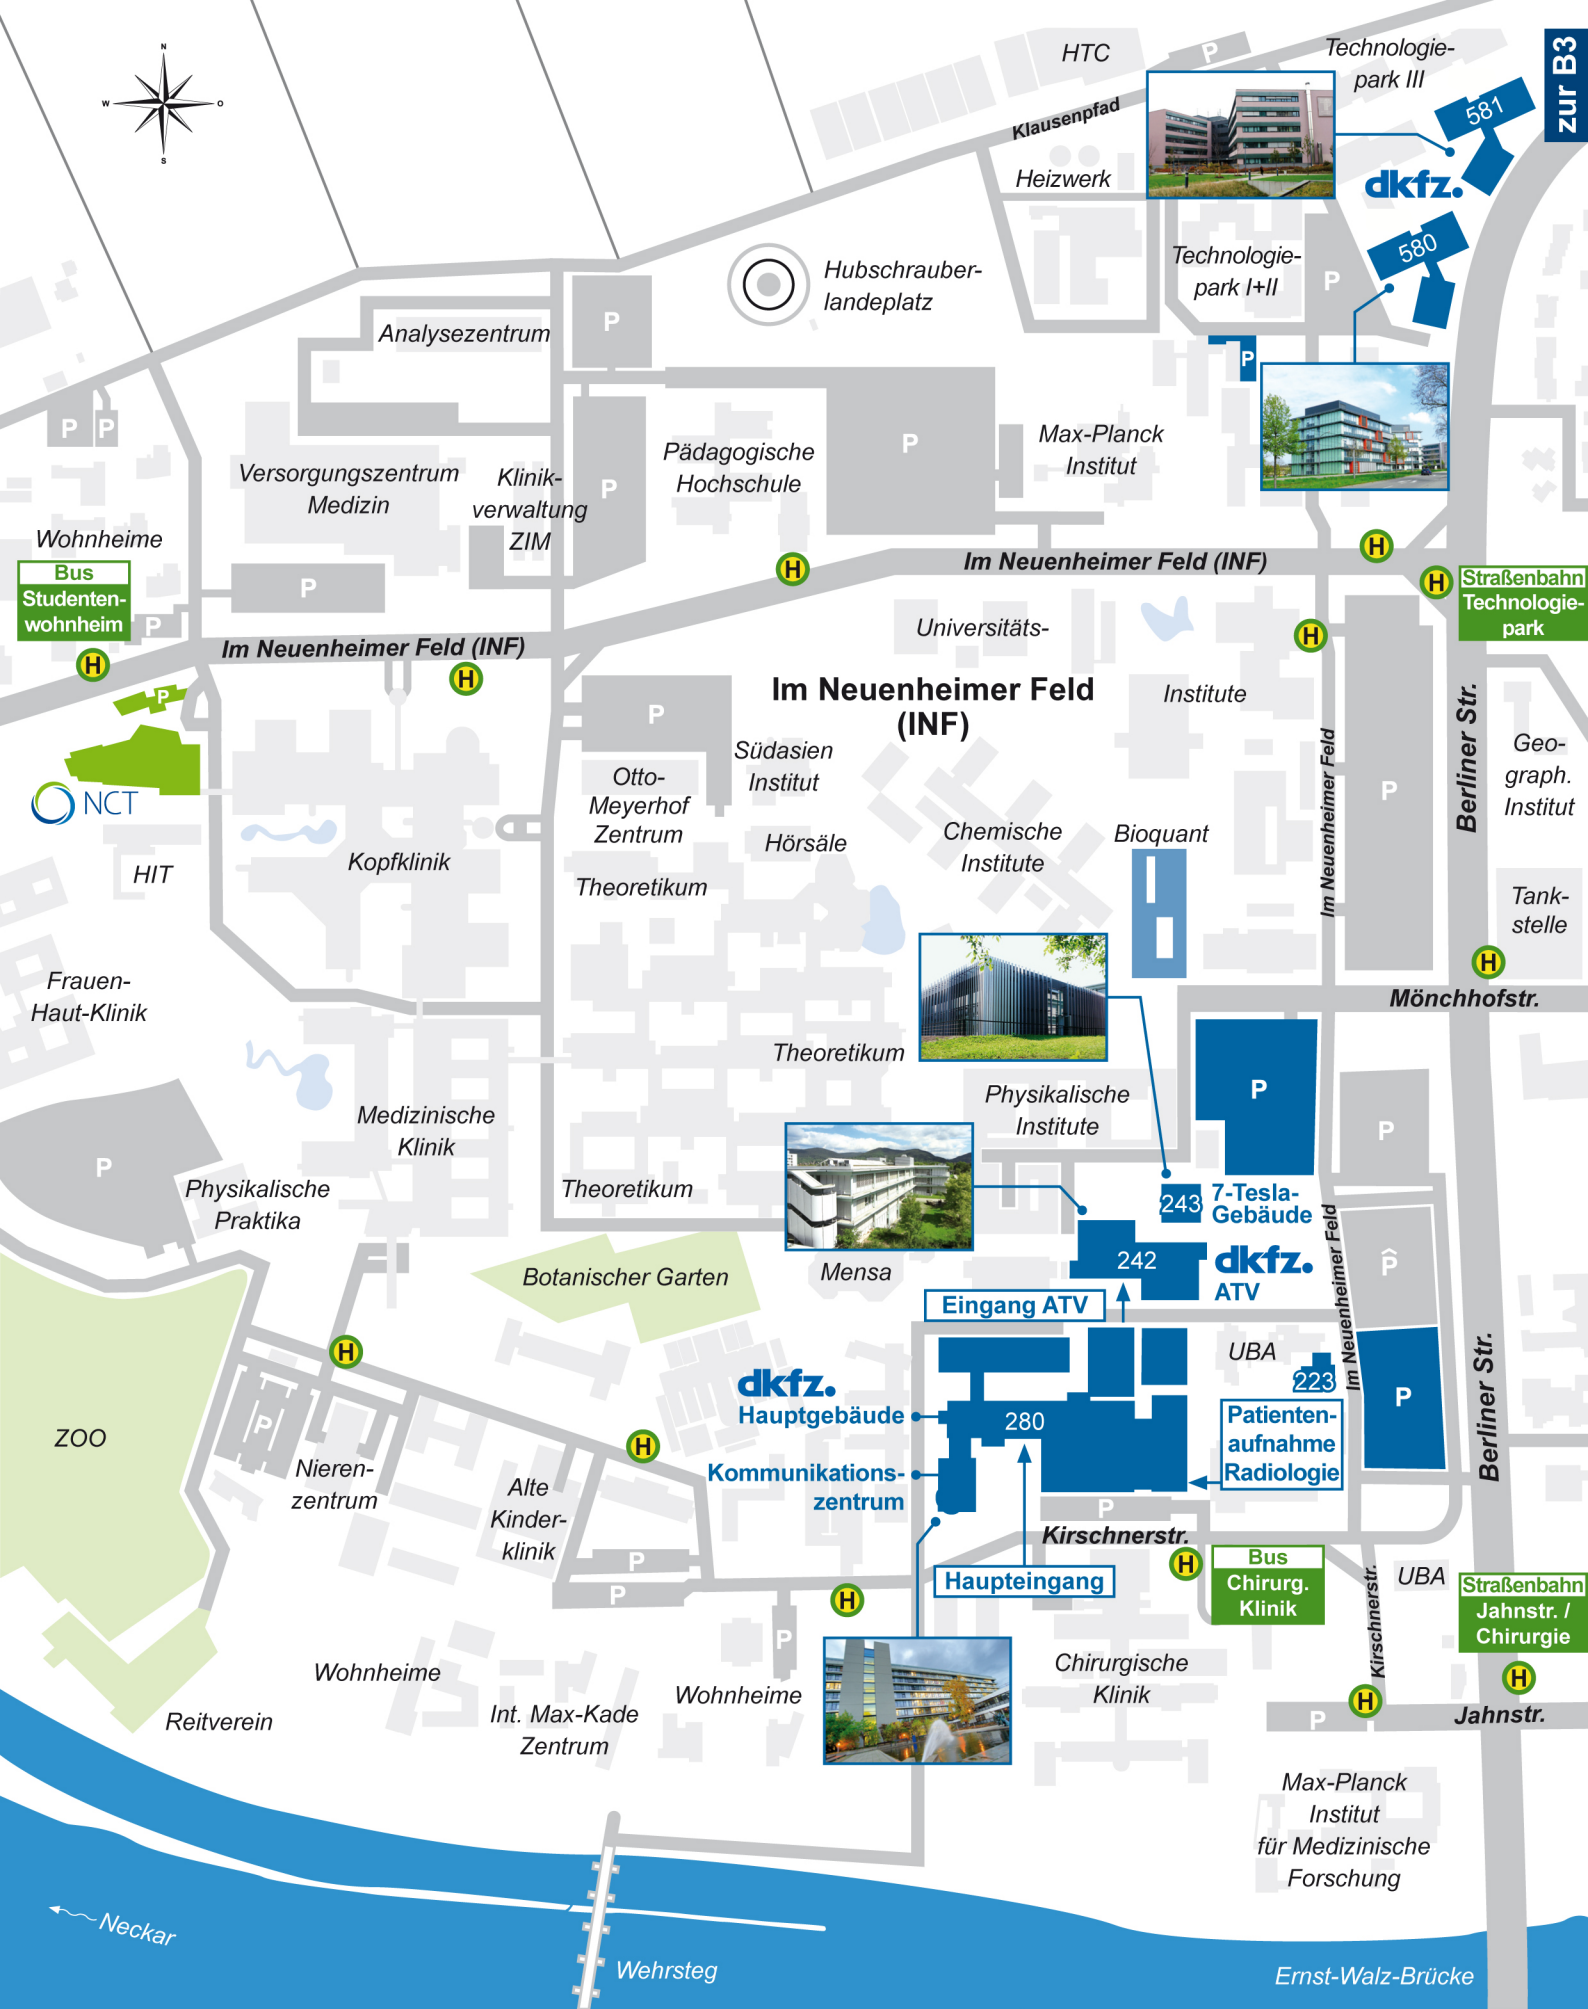 N
W
O
S
HTC
P
Technologie-
park III
zur B3
581
Klausenpfad
Heizwerk
dkfz.
580
Technologie-
park I+II
P
Hubschrauber-
landeplatz
Analysezentrum
P
P
P
P
Versorgungszentrum
Medizin
Klinik-
verwaltung
ZIM
P
Pädagogische
Hochschule
P
Max-Planck
Institut
Wohnheime
Bus
Studenten-
wohnheim
H
P
P
Im Neuenheimer Feld (INF)
H
H
Im Neuenheimer Feld (INF)
H
H
Straßenbahn
Technologie-
park
H
Universitäts-
Institute
Im Neuenheimer Feld
(INF)
P
NCT
HIT
Kopfklinik
P
Otto-
Meyerhof
Zentrum
Südasien
Institut
Hörsäle
Theoretikum
Chemische
Institute
Bioquant
Im Neuenheimer Feld
P
Berliner Str.
Geo-
graph.
Institut
Tank-
stelle
H
Mönchhofstr.
Frauen-
Haut-Klinik
Theoretikum
Physikalische
Institute
P
P
Medizinische
Klinik
P
Physikalische
Praktika
Theoretikum
243
7-Tesla-
Gebäude
242
dkfz.
ATV
Im Neuenheimer Feld
P
Botanischer Garten
Mensa
Eingang ATV
UBA
223
P
Berliner Str.
H
dkfz.
Hauptgebäude
280
Patienten-
aufnahme
Radiologie
ZOO
P
Nieren-
zentrum
H
Kommunikations-
zentrum
Alte
Kinder-
klinik
P
Kirschnerstr.
P
P
H
Haupteingang
H
Bus
Chirurg.
Klinik
Kirschnerstr.
UBA
Straßenbahn
Jahnstr. /
Chirurgie
H
P
Wohnheime
Int. Max-Kade
Zentrum
Wohnheime
Chirurgische
Klinik
P
H
Jahnstr.
Reitverein
Max-Planck
Institut
für Medizinische
Forschung
Neckar
Wehrsteg
Ernst-Walz-Brücke